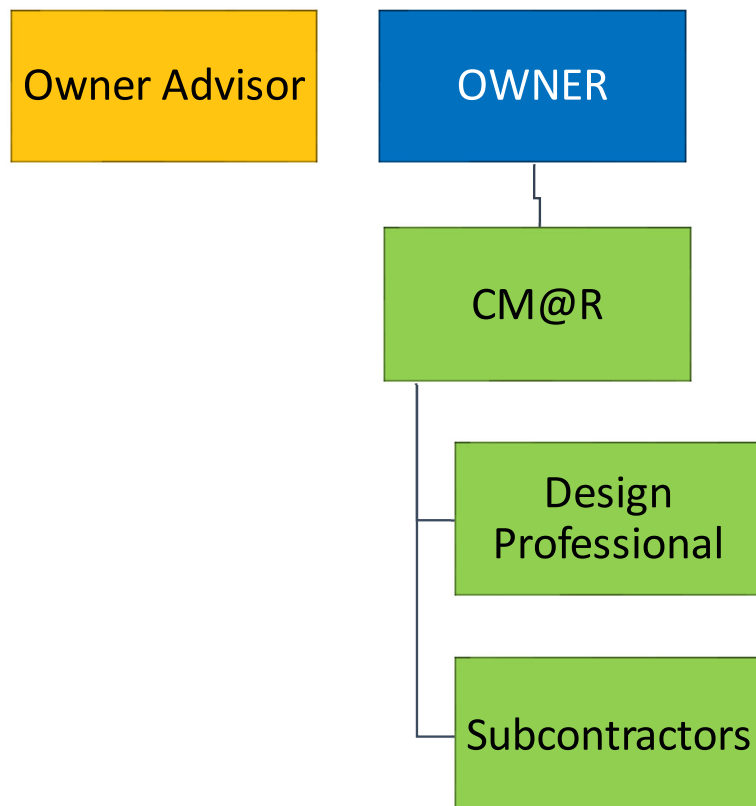 Owner Advisor
OWNER
CM@R
Design
Professional
Subcontractors